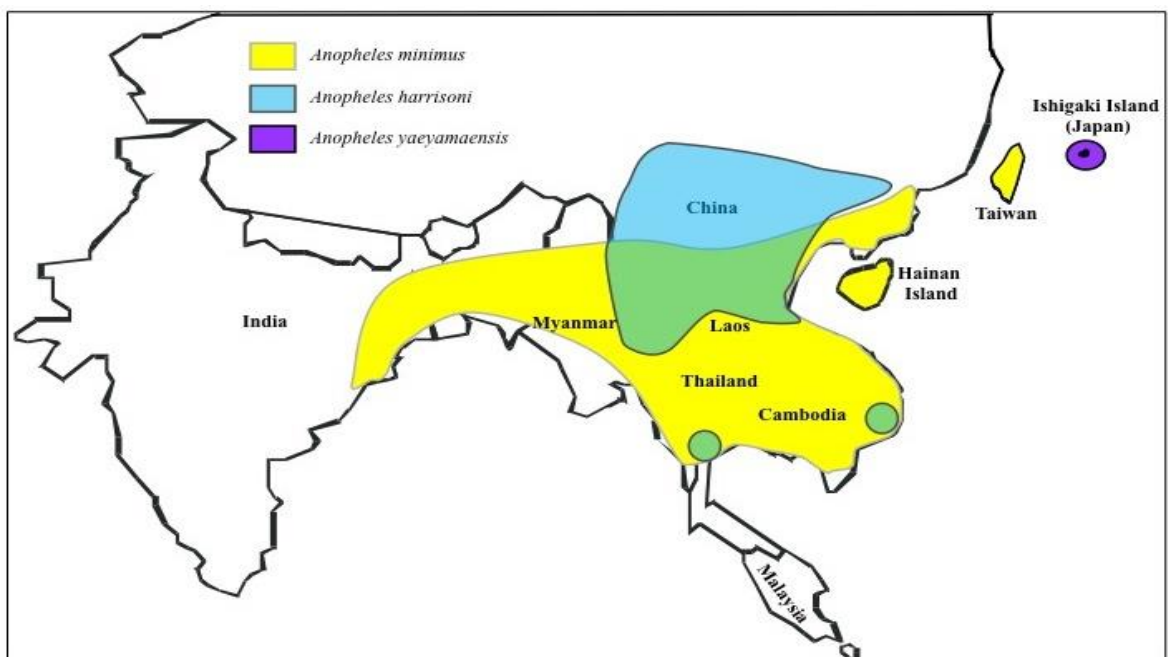 Anopheles minimus
Anopheles harrisoni
Anopheles yaeyamaensis
Ishigaki Island
(Japan)
China
Taiwan
Hainan
Island
India
Myanmar
Laos
Thailand
Cambodia
Malaysia